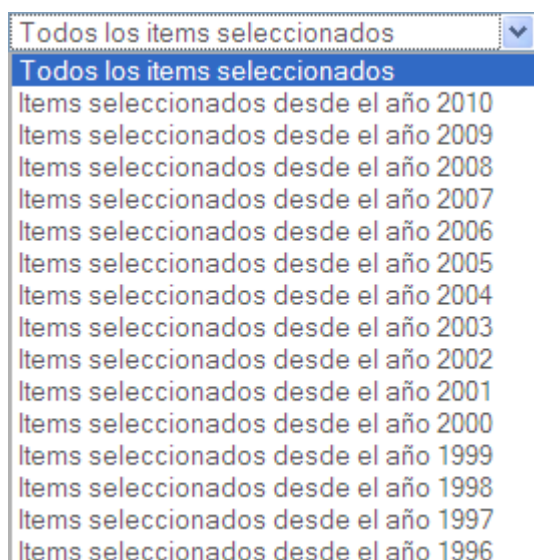 Todos los items seleccionados
Todos los items seleccionados
Items seleccionados desde el año 2010
Items seleccionados desde el año 2009
Items seleccionados desde el año 2008
Items seleccionados desde el año 2007
Items seleccionados desde el año 2006
Items seleccionados desde el año 2005
Items seleccionados desde el año 2004
Items seleccionados desde el año 2003
Items seleccionados desde el año 2002
Items seleccionados desde el año 2001
Items seleccionados desde el año 2000
Items seleccionados desde el año 1999
Items seleccionados desde el año 1998
Items seleccionados desde el año 1997
Items seleccionados desde el año 1996